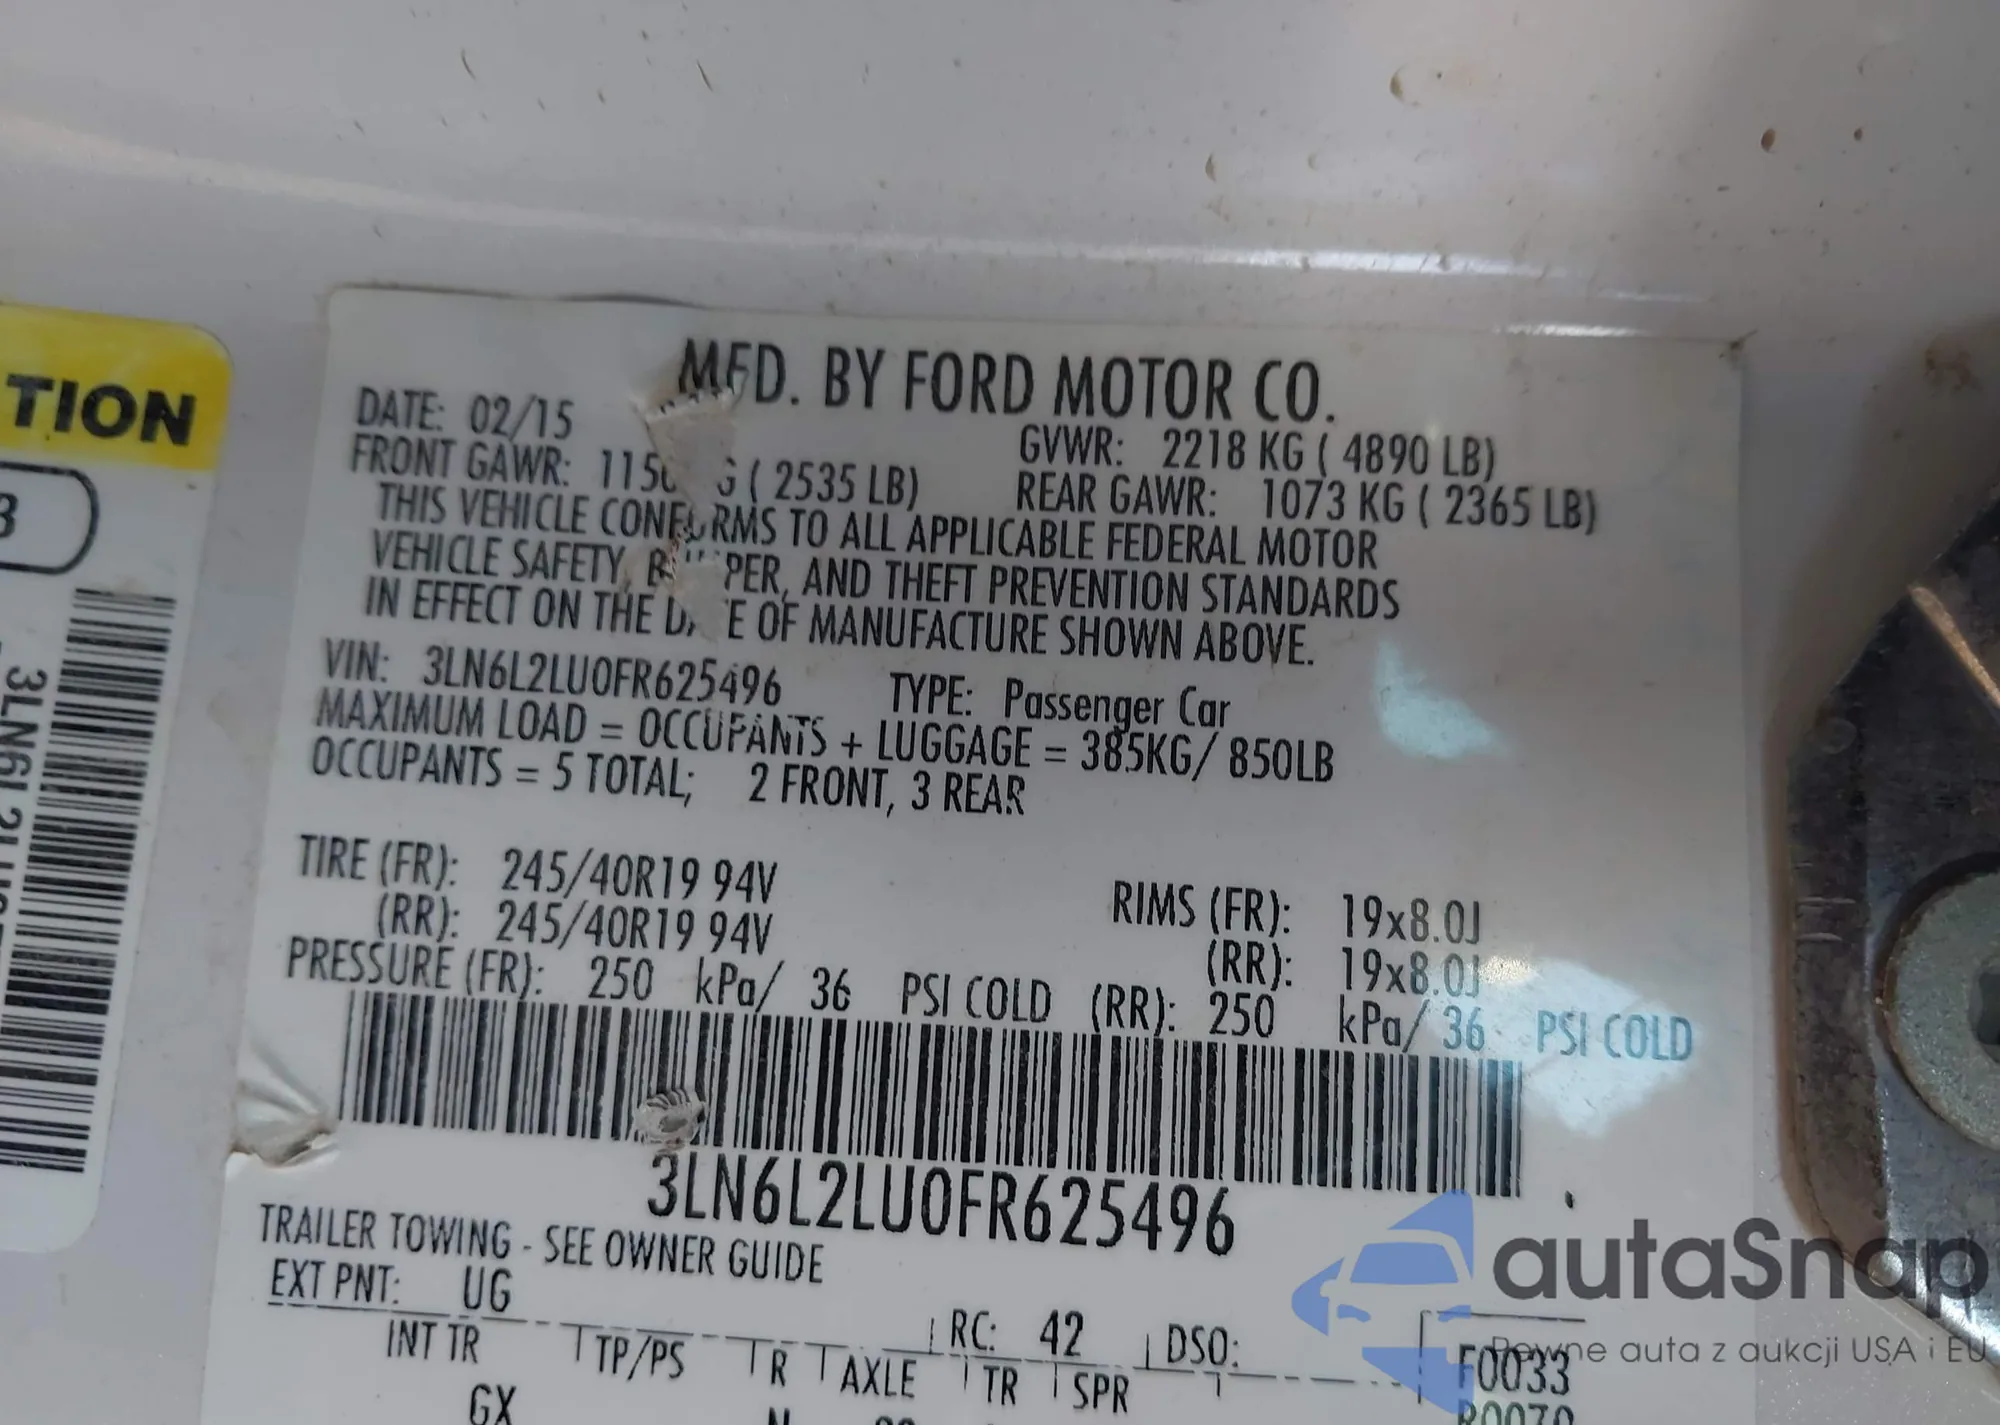 TION
3
3LN6L2LU0F
MFD. BY FORD MOTOR CO.
DATE: 02/15
GVWR: 2218 KG ( 4890 LB)
FRONT GAWR: ( 2535 LB)
REAR GAWR: 1073 KG ( 2365 LB)
THIS VEHICLE CONFORMS TO ALL APPLICABLE FEDERAL MOTOR
VEHICLE SAFETY, AND THEFT PREVENTION STANDARDS
IN EFFECT ON THE DATE OF MANUFACTURE SHOWN ABOVE.
VIN: 3LN6L2LU0FR625496 TYPE: Passenger Car
MAXIMUM LOAD = OCCUPANTS + LUGGAGE = 385KG/ 850LB
OCCUPANTS = 5 TOTAL; 2 FRONT, 3 REAR
TIRE (FR): 245/40R19 94V
RIMS (FR): 19x8.0J
(RR): 245/40R19 94V
(RR): 19x8.0J
PRESSURE (FR): 250 kPa/ 36 PSI COLD (RR): 250 kPa/ 36 PSI COLD
3LN6L2LU0FR625496
TRAILER TOWING - SEE OWNER GUIDE
EXT PNT: UG
RC: 42 DSO:
INT TR TP/PS R AXLE TR SPR
F0033
GX
autaSnap
Pewne auta z aukcji USA i EU